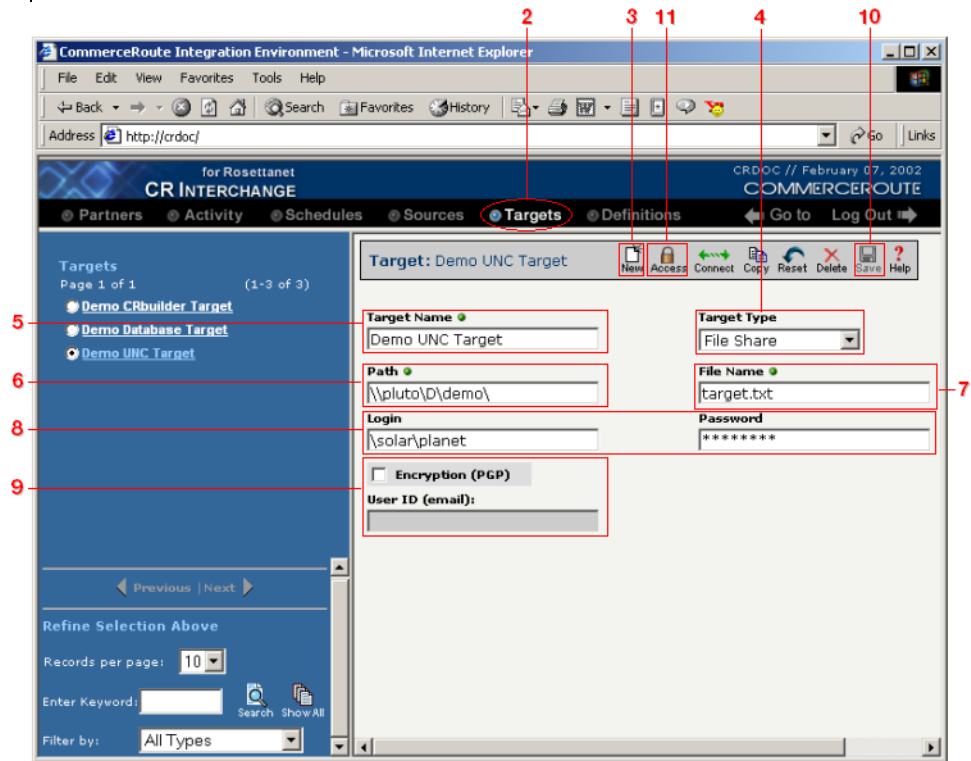 2 3 11 4 10
CommerceRoute Integration Environment - Microsoft Internet Explorer
File Edit View Favorites Tools Help
Back Search Favorites History
Address http://crdoc/ Go Links
for Rosettanet
CR INTERCHANGE
CRDOC // February 07, 2002
COMMERCEROUTE
Partners Activity Schedules Sources Targets Definitions Go to Log Out
Targets
Page 1 of 1 (1-3 of 3)
Demo CRbuilder Target
Demo Database Target
Demo UNC Target
Target: Demo UNC Target
New Access Connect Copy Reset Delete Save Help
5
Target Name
Demo UNC Target
Target Type
File Share
6
Path
\\pluto\D\demo\
File Name
target.txt
7
8
Login
\solar\planet
Password
********
9
Encryption (PGP)
User ID (email):
Previous | Next
Refine Selection Above
Records per page: 10
Enter Keyword:
Search Show All
Filter by: All Types